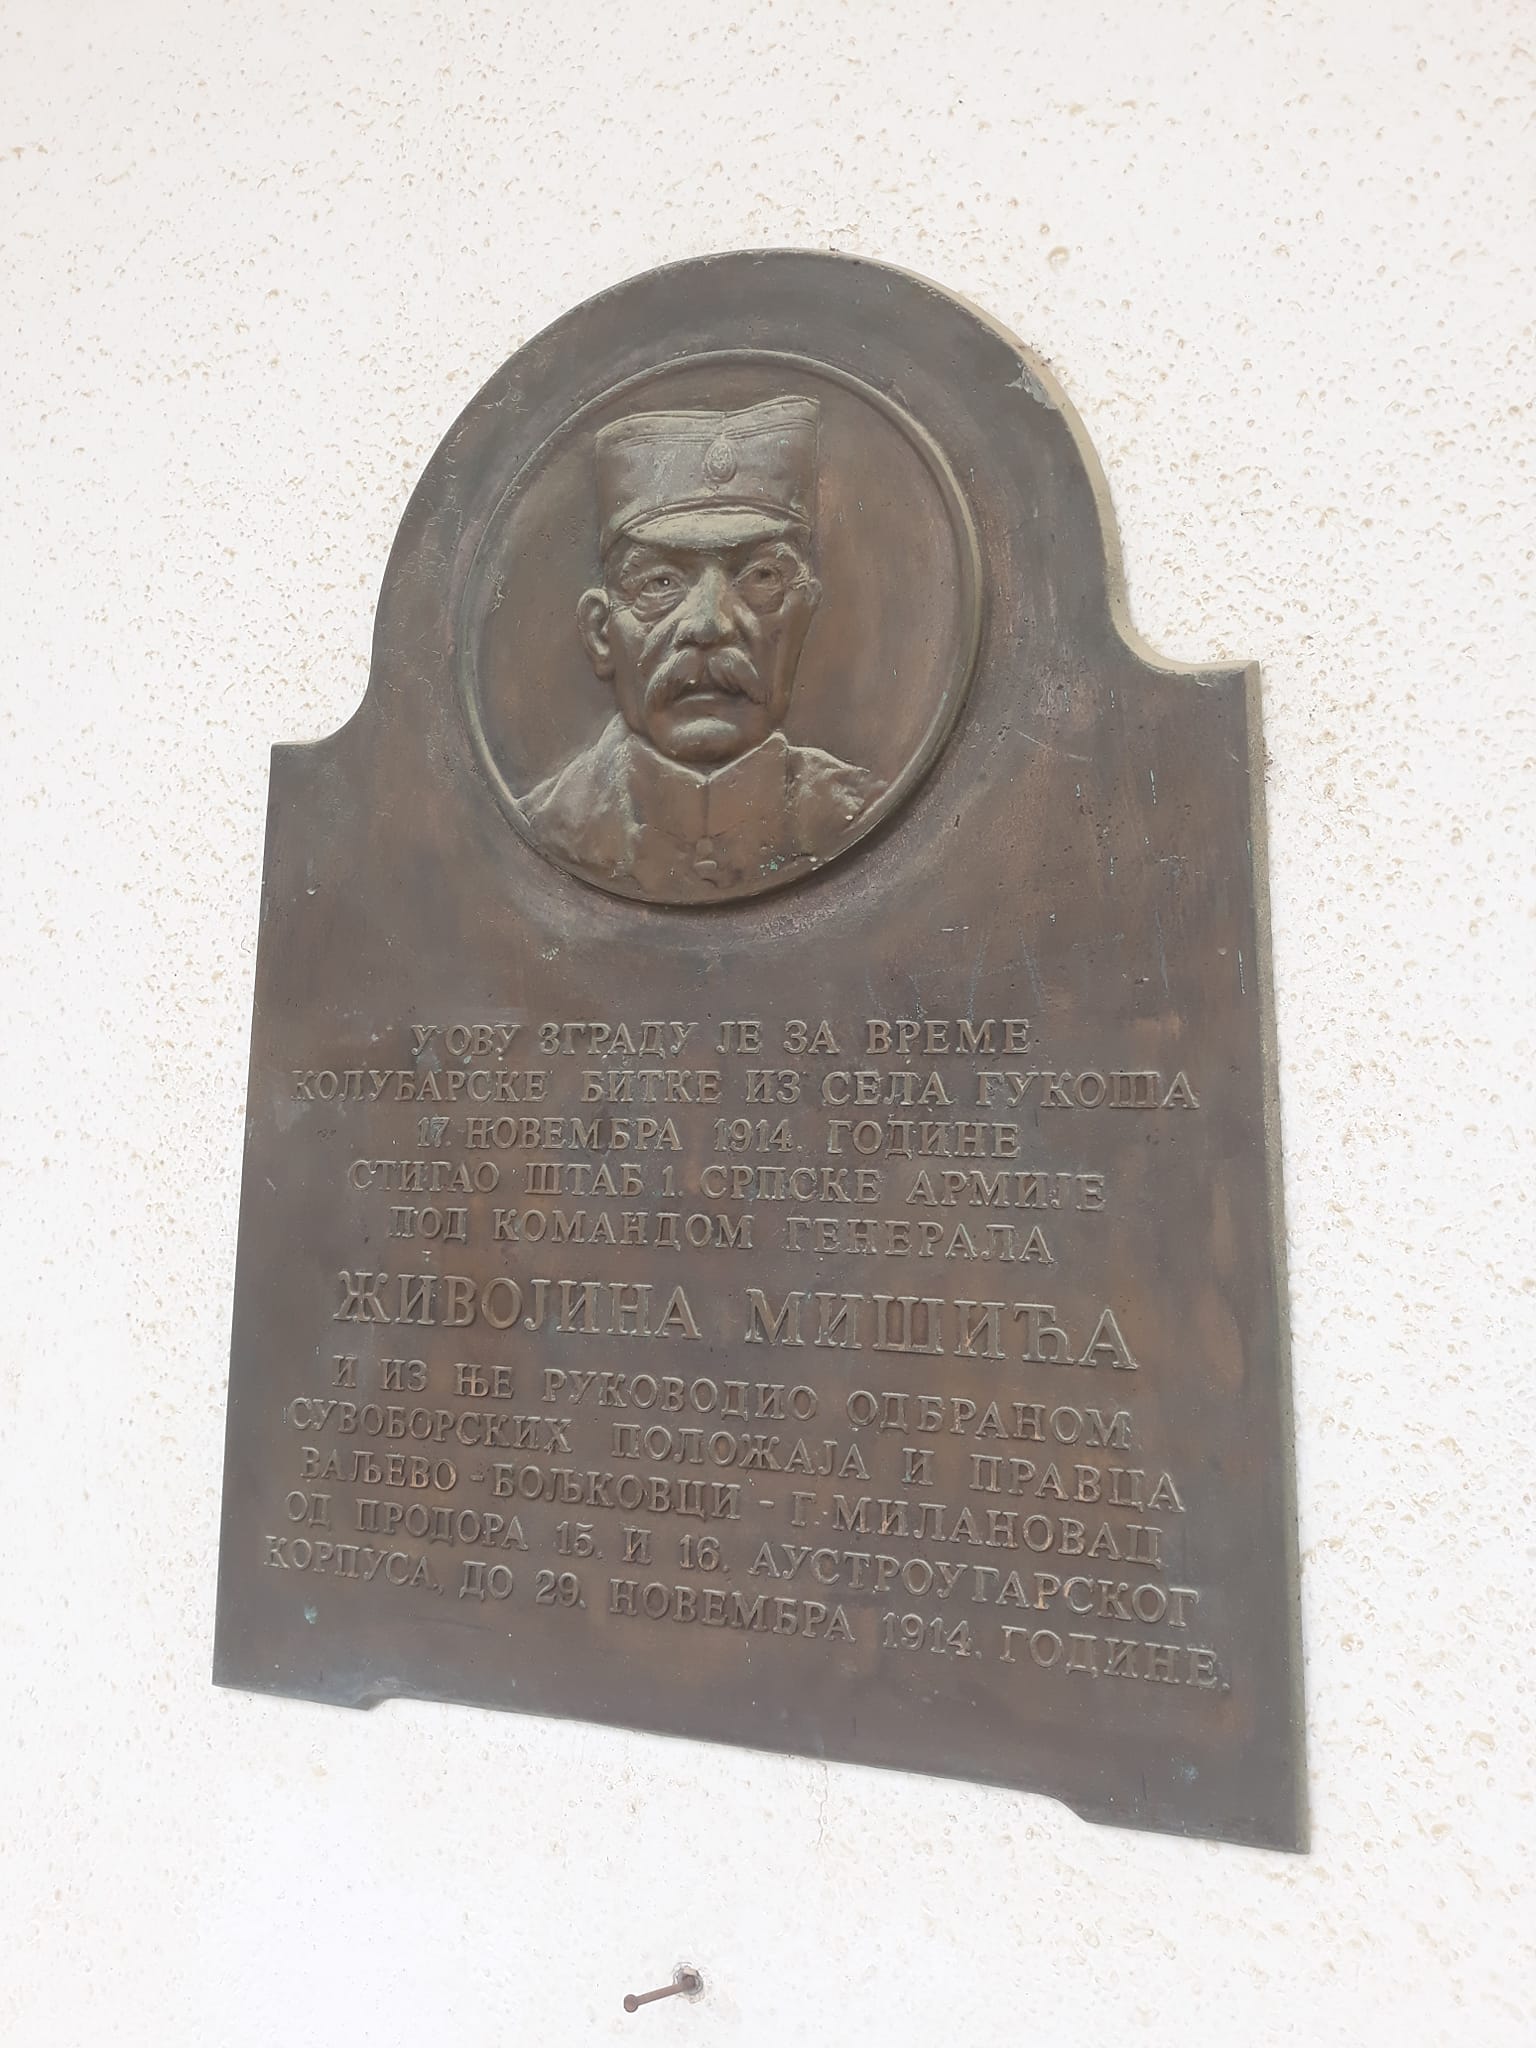 У ОВУ ЗГРАДУ ЈЕ ЗА ВРЕМЕ
КОЛУБАРСКЕ БИТКЕ ИЗ СЕЛА ГУКОША
17. НОВЕМБРА 1914. ГОДИНЕ
СТИГАО ШТАБ 1. СРПСКЕ АРМИЈЕ
ПОД КОМАНДОМ ГЕНЕРАЛА
ЖИВОЈИНА МИШИЋА
И ИЗ ЊЕ РУКОВОДИО ОДБРАНОМ
СУВОБОРСКИХ ПОЛОЖАЈА И ПРАВЦА
ВАЉЕВО - БОЉКОВЦИ - Г. МИЛАНОВАЦ
ОД ПРОДОРА 15. И 16. АУСТРОУГАРСКОГ
КОРПУСА, ДО 29. НОВЕМБРА 1914. ГОДИНЕ.